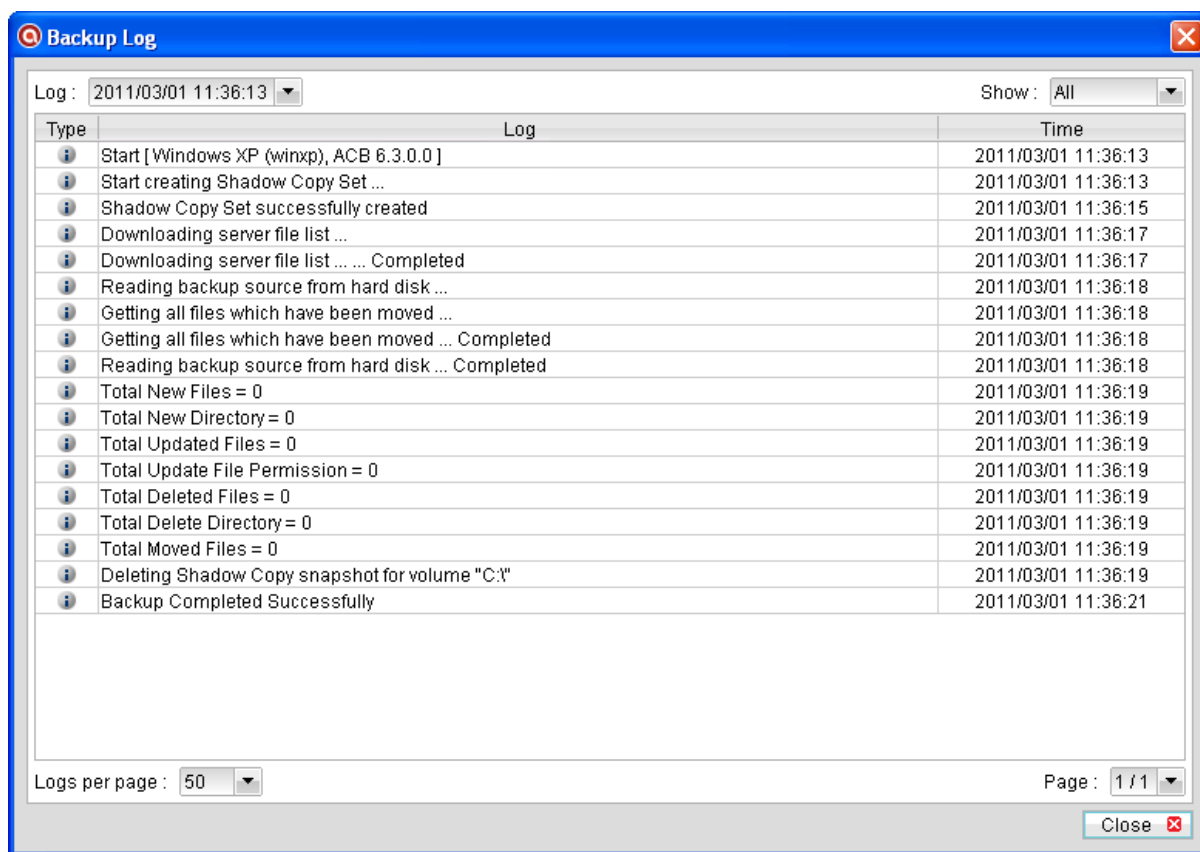 Backup Log
Log : 2011/03/01 11:36:13 Show : All
Type Log Time
Start [ Windows XP (winxp), ACB 6.3.0.0 ] 2011/03/01 11:36:13
Start creating Shadow Copy Set ... 2011/03/01 11:36:13
Shadow Copy Set successfully created 2011/03/01 11:36:15
Downloading server file list ... 2011/03/01 11:36:17
Downloading server file list ... ... Completed 2011/03/01 11:36:17
Reading backup source from hard disk ... 2011/03/01 11:36:18
Getting all files which have been moved ... 2011/03/01 11:36:18
Getting all files which have been moved ... Completed 2011/03/01 11:36:18
Reading backup source from hard disk ... Completed 2011/03/01 11:36:18
Total New Files = 0 2011/03/01 11:36:19
Total New Directory = 0 2011/03/01 11:36:19
Total Updated Files = 0 2011/03/01 11:36:19
Total Update File Permission = 0 2011/03/01 11:36:19
Total Deleted Files = 0 2011/03/01 11:36:19
Total Delete Directory = 0 2011/03/01 11:36:19
Total Moved Files = 0 2011/03/01 11:36:19
Deleting Shadow Copy snapshot for volume "C:\" 2011/03/01 11:36:19
Backup Completed Successfully 2011/03/01 11:36:21
Logs per page : 50 Page : 1 / 1
Close